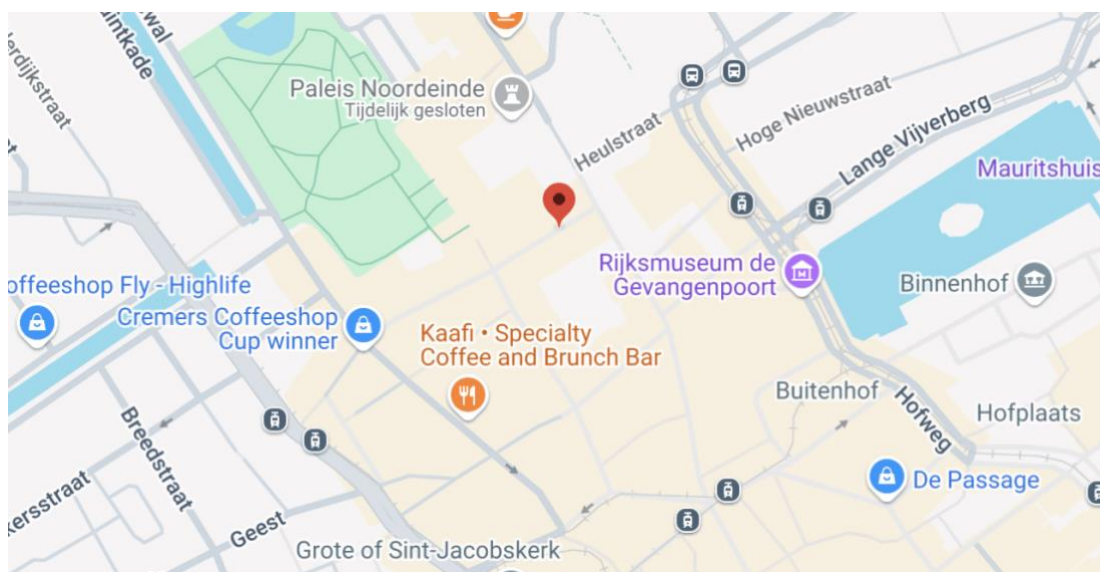 Paleis Noordeinde
Tijdelijk gesloten
Heulstraat
Hoge Nieuwstraat
Lange Vijverberg
Mauritshuis
Rijksmuseum de
Gevangenpoort
Binnenhof
offeeshop Fly - Highlife
Cremers Coffeeshop
Cup winner
Kaafi • Specialty
Coffee and Brunch Bar
Buitenhof
Hofweg
Hofplaats
Breedstraat
De Passage
Geest
Grote of Sint-Jacobskerk